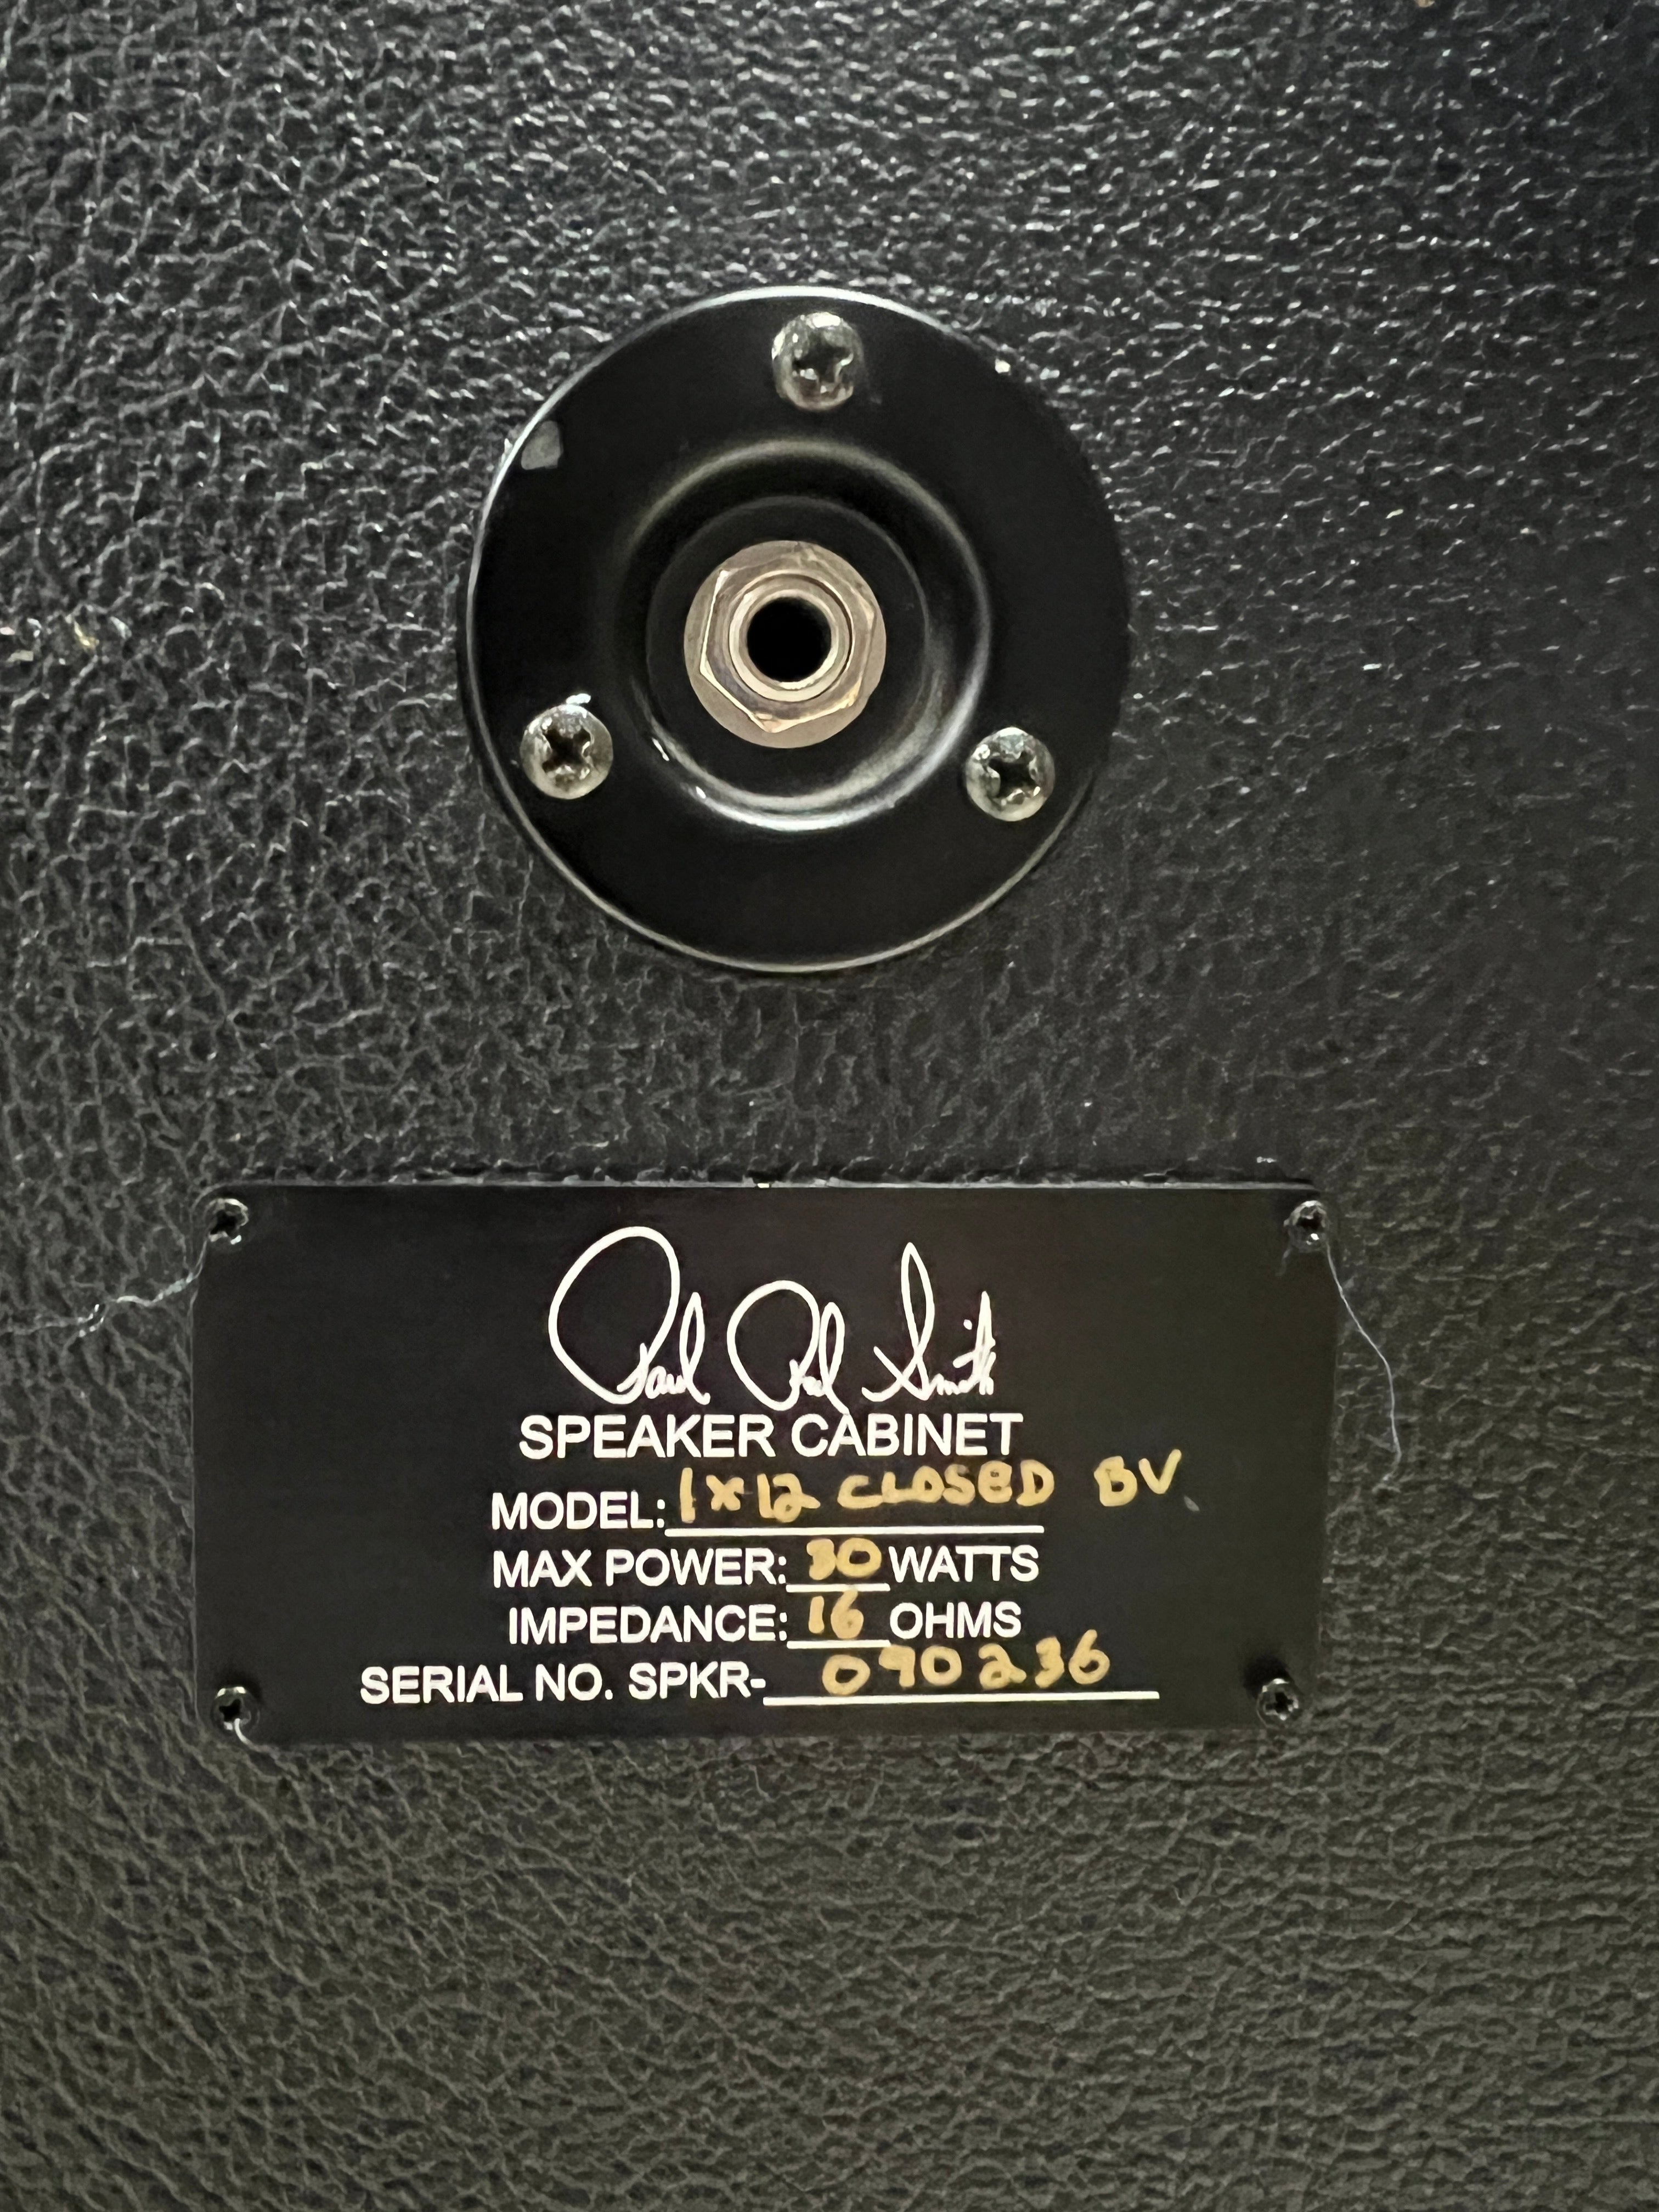 Paul Reed Smith
SPEAKER CABINET
MODEL: 1x12 CLOSED BV
MAX POWER: 30 WATTS
IMPEDANCE: 16 OHMS
SERIAL NO. SPKR- 090236